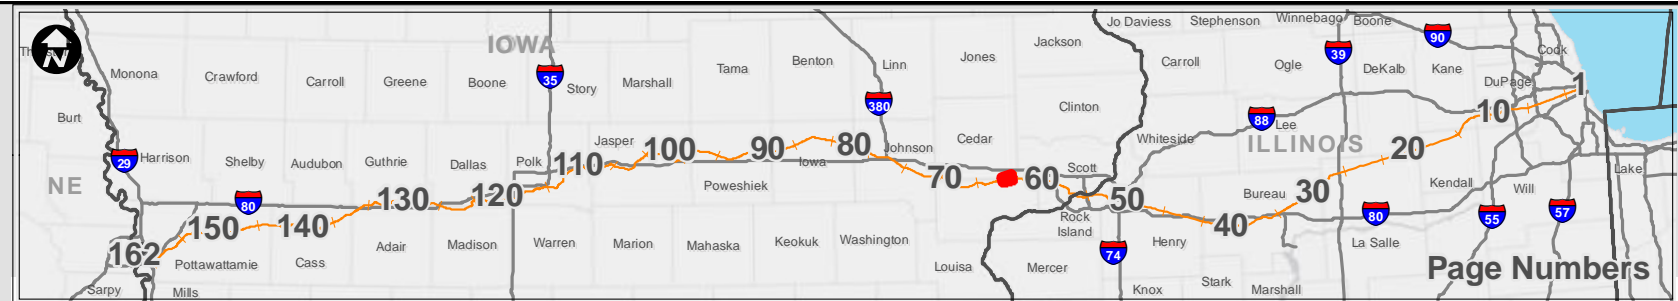 Jo Daviess Stephenson Winnebago Boone
IOWA
N
Monona Crawford Carroll Greene Boone 35 Story Marshall Tama Benton Linn Jones Jackson Carroll Ogle 39 DeKalb Kane 90 Cook
DuPage 1
Burt 380 Clinton 10
29 Harrison Shelby Audubon Guthrie Dallas Polk 110 Jasper 100 90 Iowa 80 Johnson Cedar Whiteside 88 Lee
ILLINOIS
20
NE 80 130 120 Poweshiek 70 60 Scott 50 Bureau 30 Kendall Will Lake
150 140 Rock
Island 40 80 55 57
162 Pottawattamie Cass Adair Madison Warren Marion Mahaska Keokuk Washington Louisa Mercer 74 Henry La Salle
Sarpy Mills Knox Stark Marshall
Page Numbers